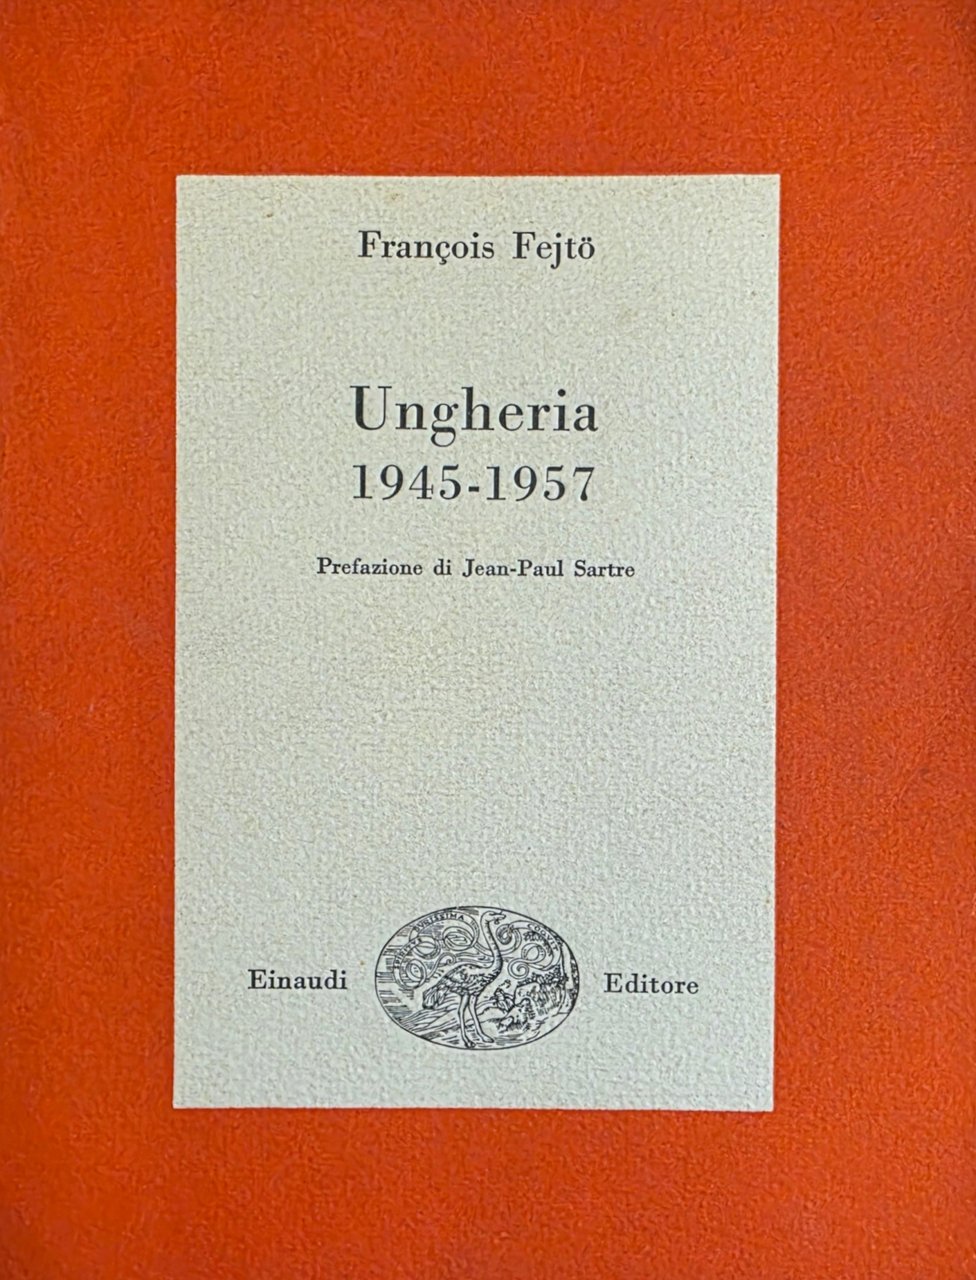 François Fejtö
Ungheria
1945-1957
Prefazione di Jean-Paul Sartre
Einaudi
Editore